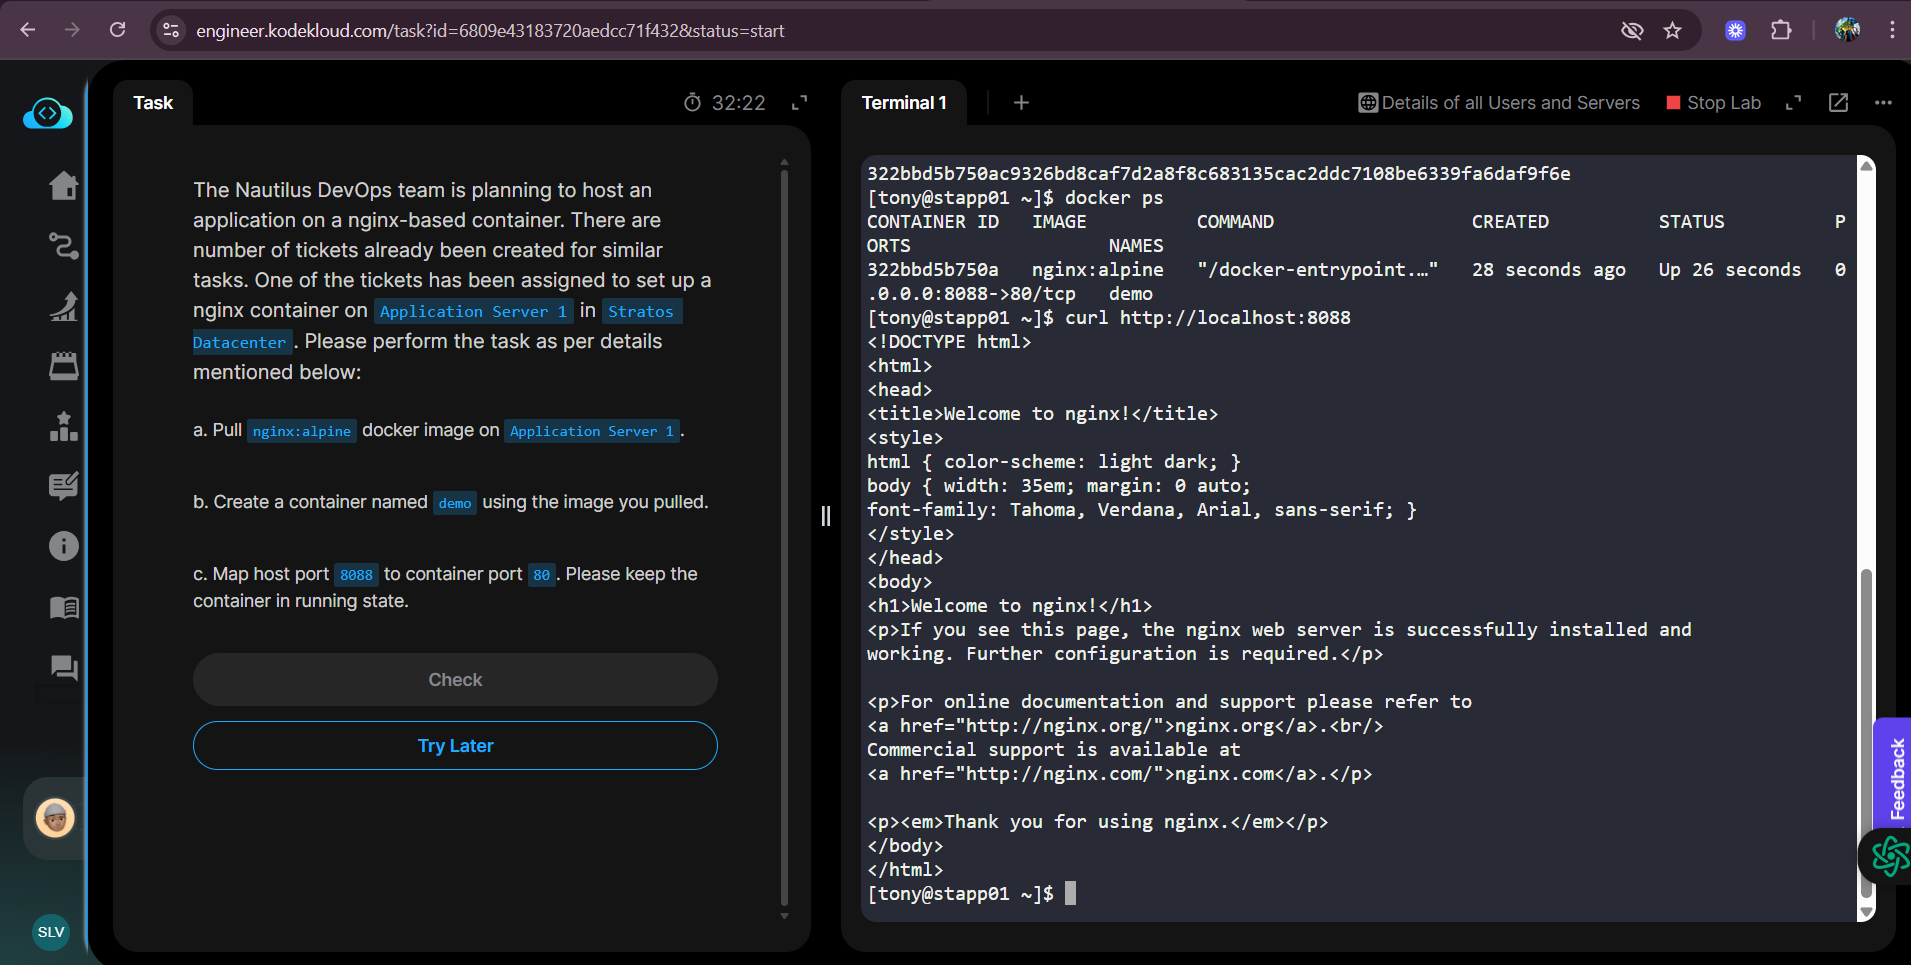 engineer.kodekloud.com/task?id=6809e43183720aedcc71f432&status=start
Task
32:22
The Nautilus DevOps team is planning to host an
application on a nginx-based container. There are
number of tickets already been created for similar
tasks. One of the tickets has been assigned to set up a
nginx container on Application Server 1 in Stratos
Datacenter . Please perform the task as per details
mentioned below:
a. Pull nginx:alpine docker image on Application Server 1 .
b. Create a container named demo using the image you pulled.
c. Map host port 8088 to container port 80 . Please keep the
container in running state.
Check
Try Later
SLV
Terminal 1
+
Details of all Users and Servers
Stop Lab
322bbd5b750ac9326bd8caf7d2a8f8c683135cac2ddc7108be6339fa6daf9f6e
[tony@stapp01 ~]$ docker ps
CONTAINER ID   IMAGE          COMMAND                  CREATED          STATUS          P
ORTS                  NAMES
322bbd5b750a   nginx:alpine   "/docker-entrypoint.…"   28 seconds ago   Up 26 seconds   0
.0.0.0:8088->80/tcp   demo
[tony@stapp01 ~]$ curl http://localhost:8088
<!DOCTYPE html>
<html>
<head>
<title>Welcome to nginx!</title>
<style>
html { color-scheme: light dark; }
body { width: 35em; margin: 0 auto;
font-family: Tahoma, Verdana, Arial, sans-serif; }
</style>
</head>
<body>
<h1>Welcome to nginx!</h1>
<p>If you see this page, the nginx web server is successfully installed and
working. Further configuration is required.</p>
<p>For online documentation and support please refer to
<a href="http://nginx.org/">nginx.org</a>.<br/>
Commercial support is available at
<a href="http://nginx.com/">nginx.com</a>.</p>
<p><em>Thank you for using nginx.</em></p>
</body>
</html>
[tony@stapp01 ~]$
Feedback